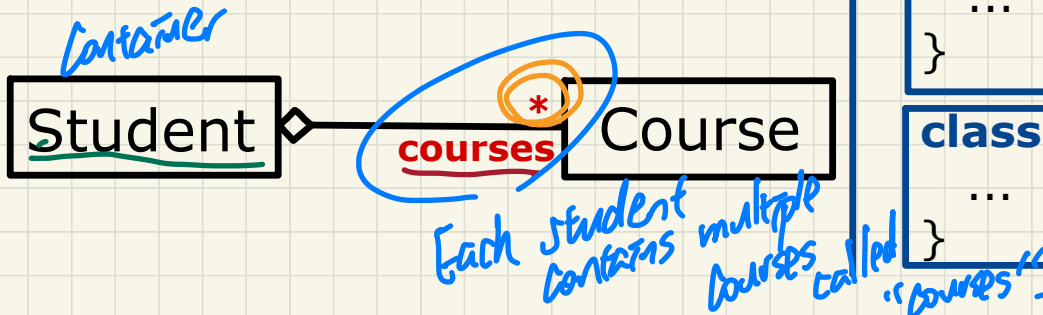 Container
Student
*
courses
Course
Each student contains multiple courses called "courses"
...
}
class
...
}